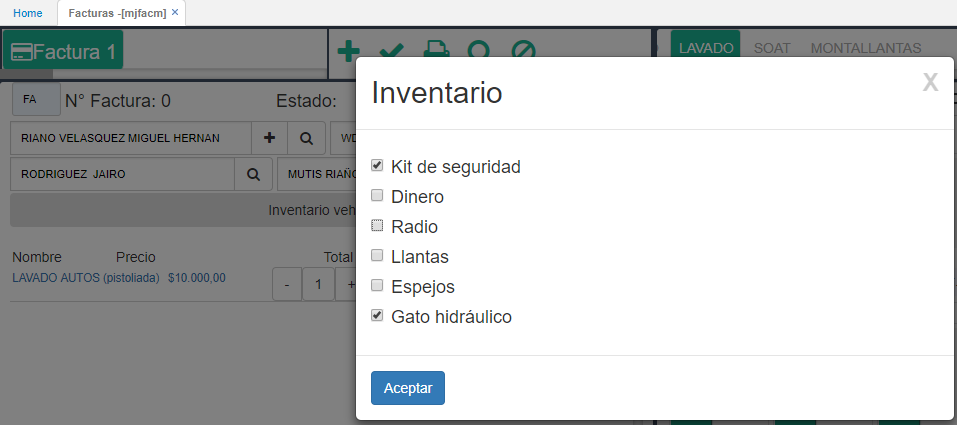 Home Facturas -[mjfacm] ×
Factura 1
LAVADO SOAT MONTALLANTAS
FA N° Factura: 0 Estado:
RIANO VELASQUEZ MIGUEL HERNAN
RODRIGUEZ JAIRO MUTIS RIAÑO
Inventario veh
Nombre Precio Total
LAVADO AUTOS (pistoliada) $10.000,00 - 1 +
Inventario X
Kit de seguridad
Dinero
Radio
Llantas
Espejos
Gato hidráulico
Aceptar